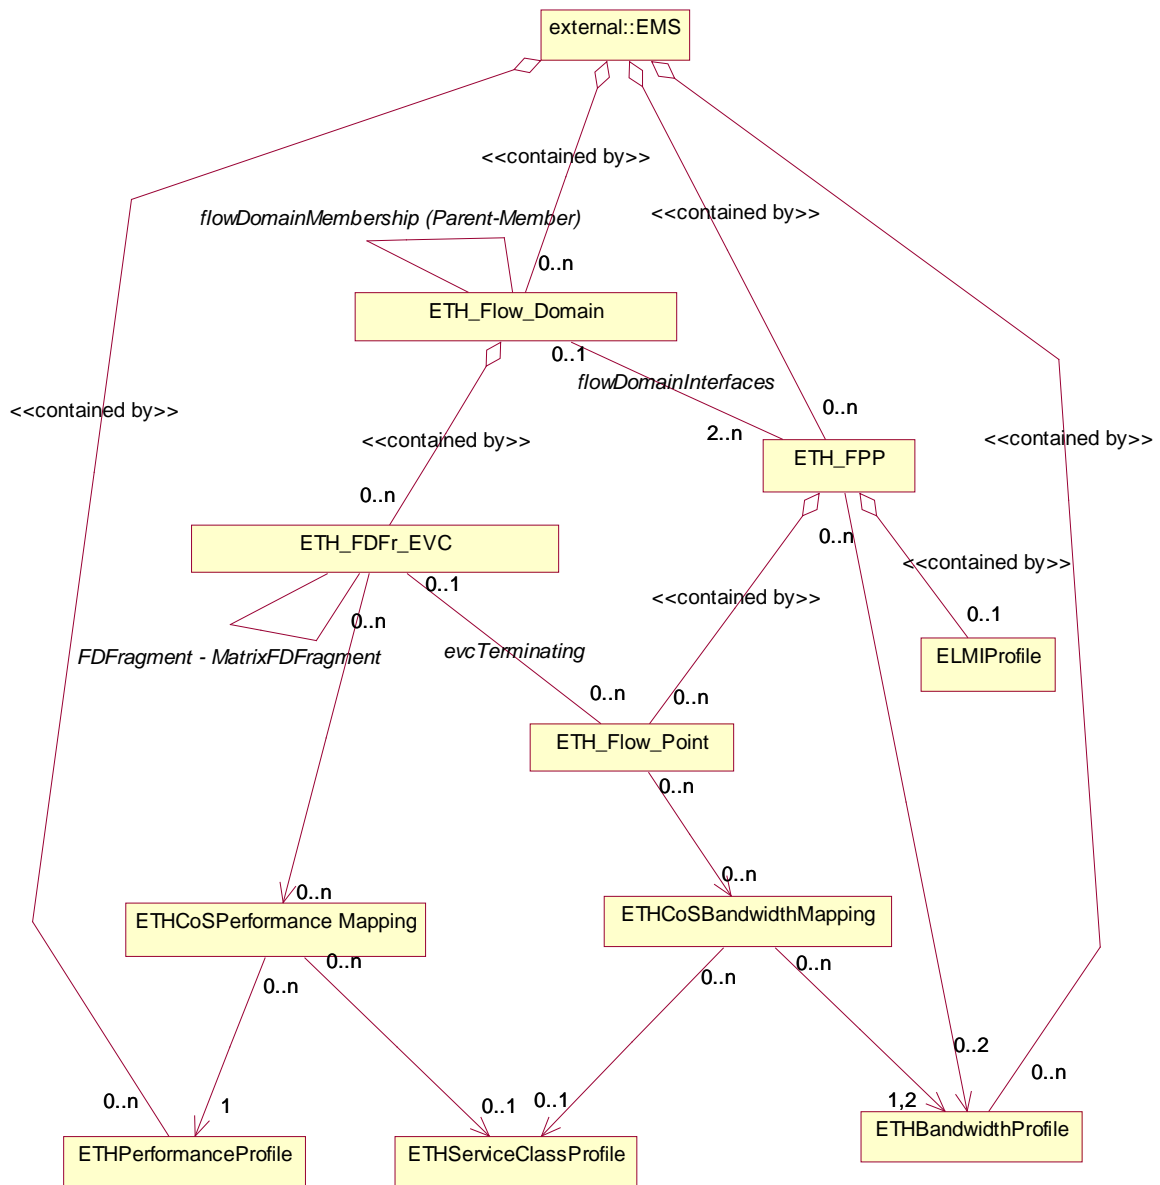 external::EMS
<<contained by>>
flowDomainMembership (Parent-Member)
<<contained by>>
0..n
ETH_Flow_Domain
0..1
flowDomainInterfaces
<<contained by>>
0..n
<<contained by>>
2..n
<<contained by>>
ETH_FPP
0..n
0..n
ETH_FDFr_EVC
<<contained by>>
0..1
<<contained by>>
0..n
0..1
FDFragment - MatrixFDFragment
evcTerminating
ELMIProfile
0..n
0..n
ETH_Flow_Point
0..n
0..n
0..n
ETHCoSPerformance Mapping
ETHCoSBandwidthMapping
0..n
0..n
0..n
0..n
0..2
0..n
0..n
1
0..1
0..1
1,2
ETHBandwidthProfile
ETHPerformanceProfile
ETHServiceClassProfile